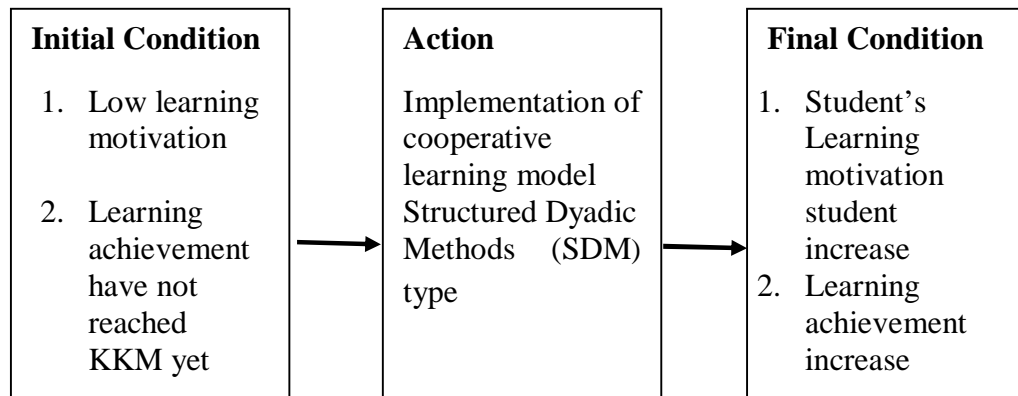 Initial Condition
1. Low learning
motivation
2. Learning
achievement
have not
reached
KKM yet
Action
Implementation of
cooperative
learning model
Structured Dyadic
Methods (SDM)
type
Final Condition
1. Student’s
Learning
motivation
student
increase
2. Learning
achievement
increase